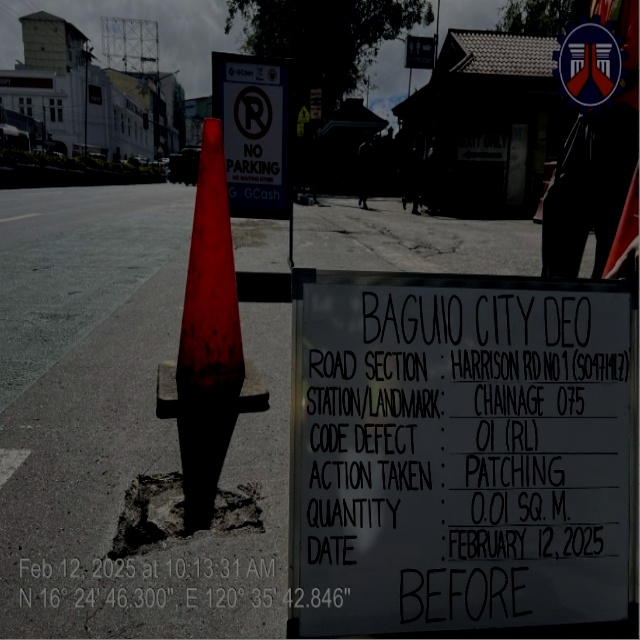 GCash
NO
PARKING
GCash
BAGUIO CITY DEO
ROAD SECTION : HARRISON RD NO 1
STATION/LANDMARK: CHAINAGE 075
CODE DEFECT : 01 (RL)
ACTION TAKEN : PATCHING
QUANTITY : 0.01 SQ. M.
DATE : FEBRUARY 12, 2025
BEFORE
Feb 12, 2025 at 10:13:31 AM
N 16° 24' 46.300", E 120° 35' 42.846"